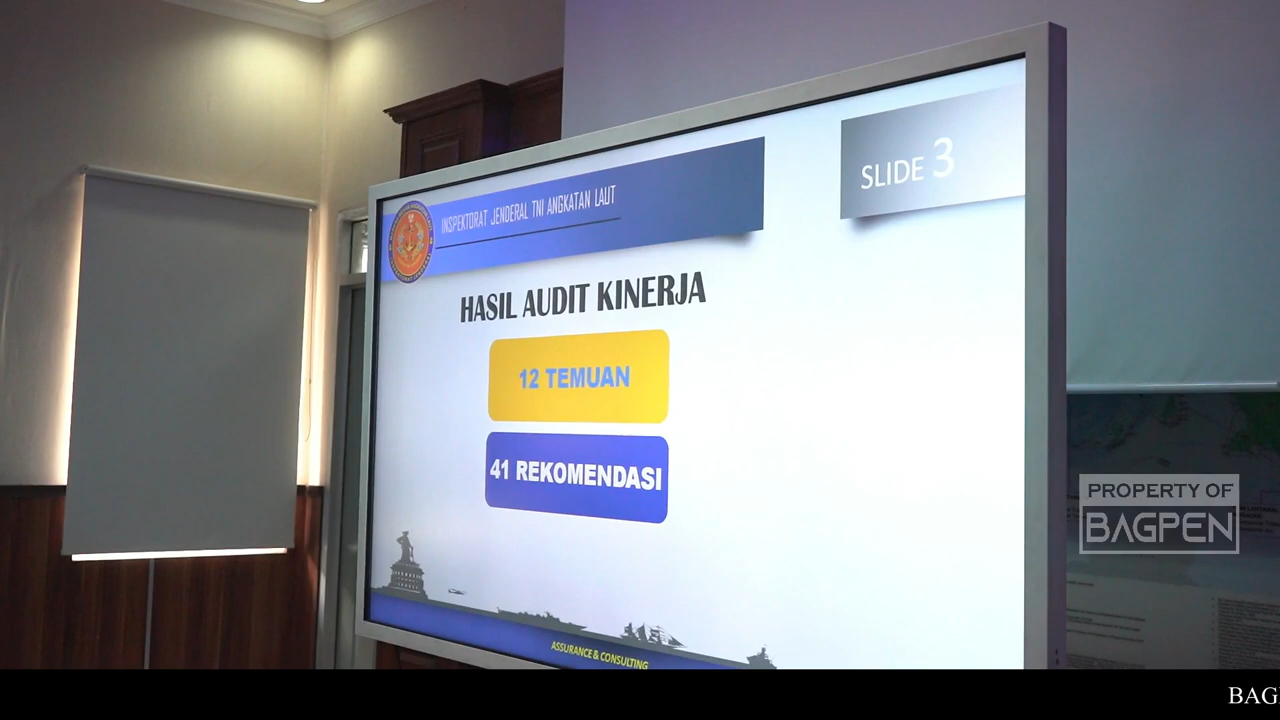 SLIDE 3
INSPEKTORAT JENDERAL TNI ANGKATAN LAUT
HASIL AUDIT KINERJA
12 TEMUAN
41 REKOMENDASI
ASSURANCE & CONSULTING
PROPERTY OF
BAGPEN
BAG